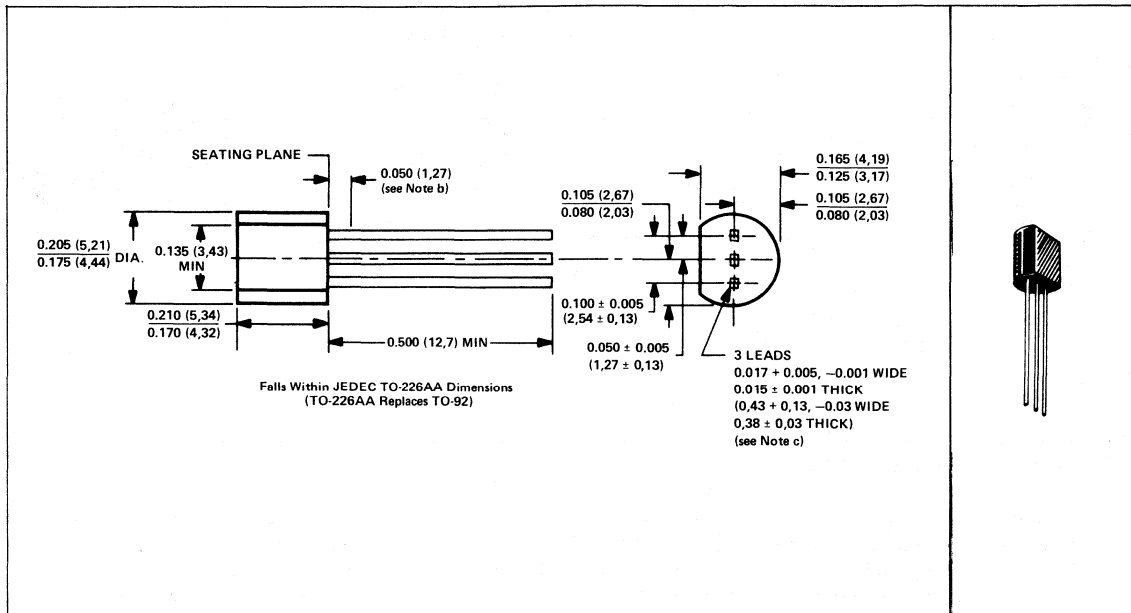 SEATING PLANE
0.050 (1,27)
(see Note b)
0.205 (5,21)
0.175 (4,44) DIA.
0.135 (3,43)
MIN
0.210 (5,34)
0.170 (4,32)
0.500 (12,7) MIN
Falls Within JEDEC TO-226AA Dimensions
(TO-226AA Replaces TO-92)
0.165 (4,19)
0.125 (3,17)
0.105 (2,67)
0.080 (2,03)
0.105 (2,67)
0.080 (2,03)
0.100 ± 0.005
(2,54 ± 0,13)
0.050 ± 0.005
(1,27 ± 0,13)
3 LEADS
0.017 + 0.005, −0.001 WIDE
0.015 ± 0.001 THICK
(0,43 + 0,13, −0.03 WIDE
0,38 ± 0,03 THICK)
(see Note c)